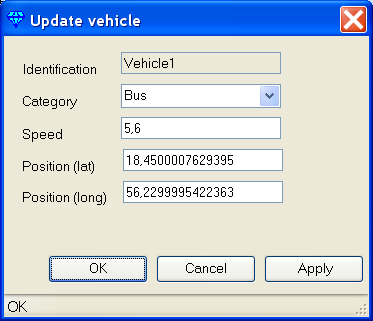 Update vehicle
Identification Vehicle1
Category Bus
Speed 5,6
Position (lat) 18,4500007629395
Position (long) 56,2299995422363
OK Cancel Apply
OK